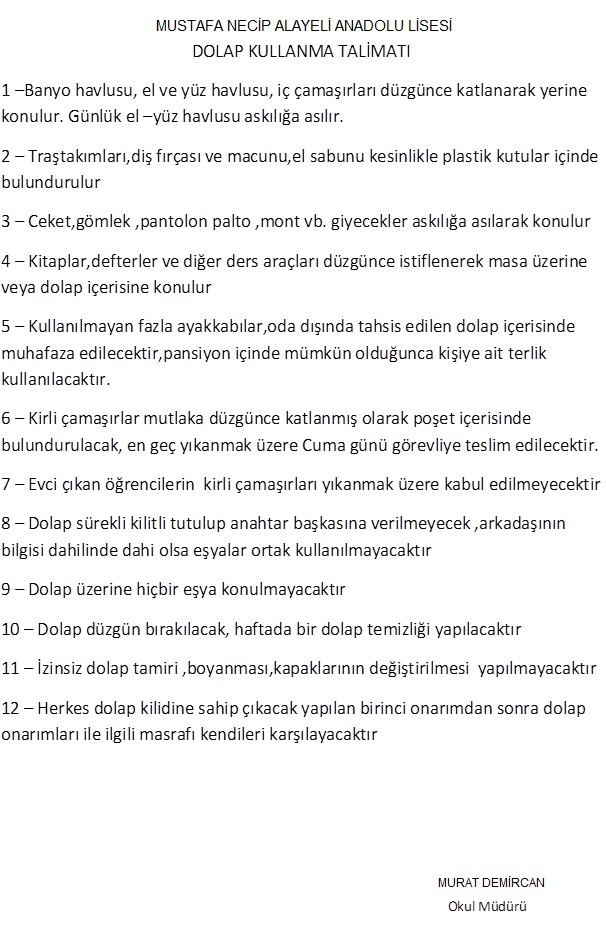 MUSTAFA NECİP ALAYELİ ANADOLU LİSESİ
DOLAP KULLANMA TALİMATI
1 –Banyo havlusu, el ve yüz havlusu, iç çamaşırları düzgünce katlanarak yerine
konulur. Günlük el –yüz havlusu askılığa asılır.
2 – Traştakımları,diş fırçası ve macunu,el sabunu kesinlikle plastik kutular içinde
bulundurulur
3 – Ceket,gömlek ,pantolon palto ,mont vb. giyecekler askılığa asılarak konulur
4 – Kitaplar,defterler ve diğer ders araçları düzgünce istiflenerek masa üzerine
veya dolap içerisine konulur
5 – Kullanılmayan fazla ayakkabılar,oda dışında tahsis edilen dolap içerisinde
muhafaza edilecektir,pansiyon içinde mümkün olduğunca kişiye ait terlik
kullanılacaktır.
6 – Kirli çamaşırlar mutlaka düzgünce katlanmış olarak poşet içerisinde
bulundurulacak, en geç yıkanmak üzere Cuma günü görevliye teslim edilecektir.
7 – Evci çıkan öğrencilerin  kirli çamaşırları yıkanmak üzere kabul edilmeyecektir
8 – Dolap sürekli kilitli tutulup anahtar başkasına verilmeyecek ,arkadaşının
bilgisi dahilinde dahi olsa eşyalar ortak kullanılmayacaktır
9 – Dolap üzerine hiçbir eşya konulmayacaktır
10 – Dolap düzgün bırakılacak, haftada bir dolap temizliği yapılacaktır
11 – İzinsiz dolap tamiri ,boyanması,kapaklarının değiştirilmesi  yapılmayacaktır
12 – Herkes dolap kilidine sahip çıkacak yapılan birinci onarımdan sonra dolap
onarımları ile ilgili masrafı kendileri karşılayacaktır
MURAT DEMİRCAN
Okul Müdürü